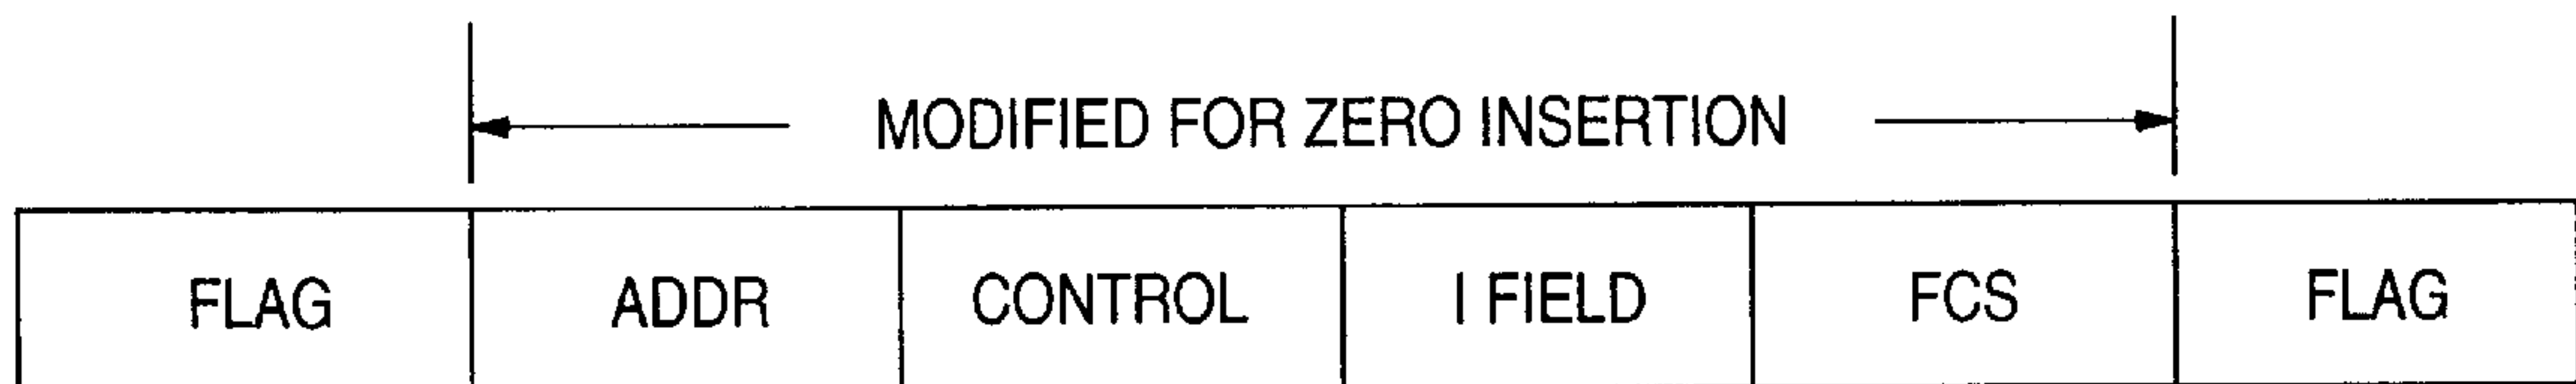 MODIFIED FOR ZERO INSERTION
FLAG ADDR CONTROL I FIELD FCS FLAG